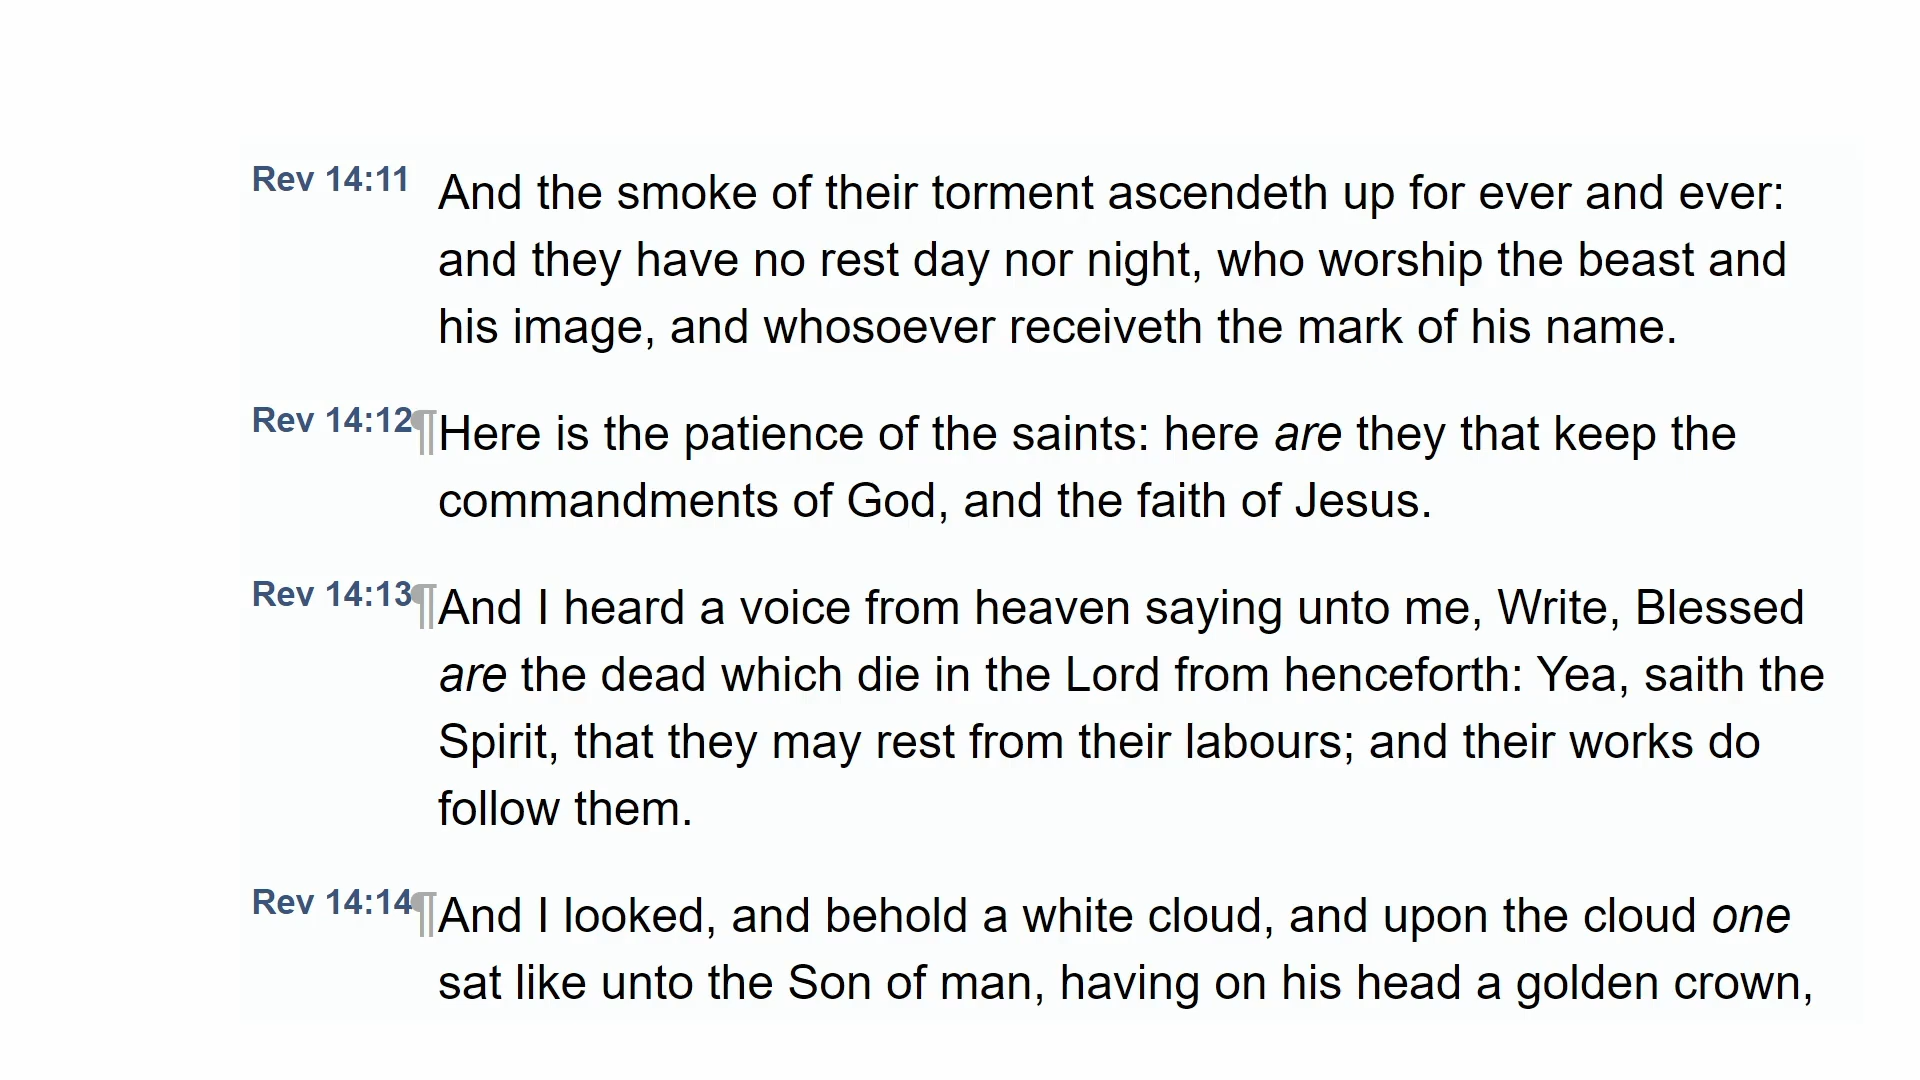 Rev 14:11 And the smoke of their torment ascendeth up for ever and ever:
and they have no rest day nor night, who worship the beast and
his image, and whosoever receiveth the mark of his name.
Rev 14:12 ¶Here is the patience of the saints: here are they that keep the
commandments of God, and the faith of Jesus.
Rev 14:13 ¶And I heard a voice from heaven saying unto me, Write, Blessed
are the dead which die in the Lord from henceforth: Yea, saith the
Spirit, that they may rest from their labours; and their works do
follow them.
Rev 14:14 ¶And I looked, and behold a white cloud, and upon the cloud one
sat like unto the Son of man, having on his head a golden crown,